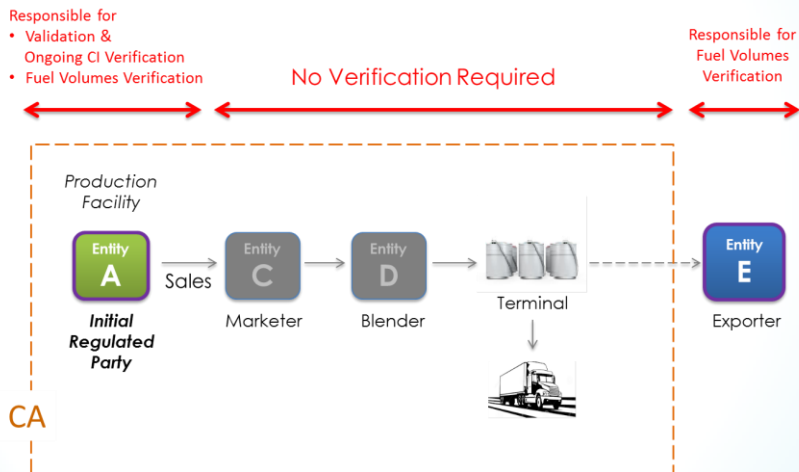 Responsible for
• Validation &
Ongoing CI Verification
• Fuel Volumes Verification
No Verification Required
Responsible for
Fuel Volumes
Verification
Production
Facility
Entity
A
Initial
Regulated
Party
Sales
Entity
C
Marketer
Entity
D
Blender
Terminal
Entity
E
Exporter
CA